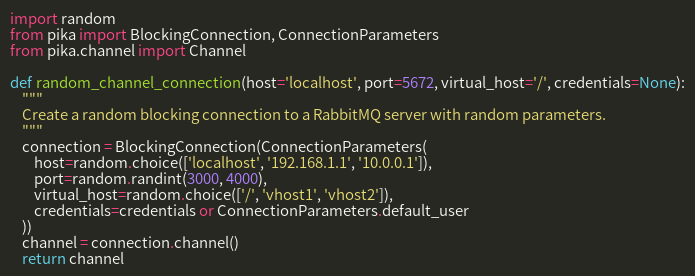 import random
from pika import BlockingConnection, ConnectionParameters
from pika.channel import Channel

def random_channel_connection(host='localhost', port=5672, virtual_host='/', credentials=None):
    """
    Create a random blocking connection to a RabbitMQ server with random parameters.
    """
    connection = BlockingConnection(ConnectionParameters(
        host=random.choice(['localhost', '192.168.1.1', '10.0.0.1']),
        port=random.randint(3000, 4000),
        virtual_host=random.choice(['/', 'vhost1', 'vhost2']),
        credentials=credentials or ConnectionParameters.default_user
    ))
    channel = connection.channel()
    return channel